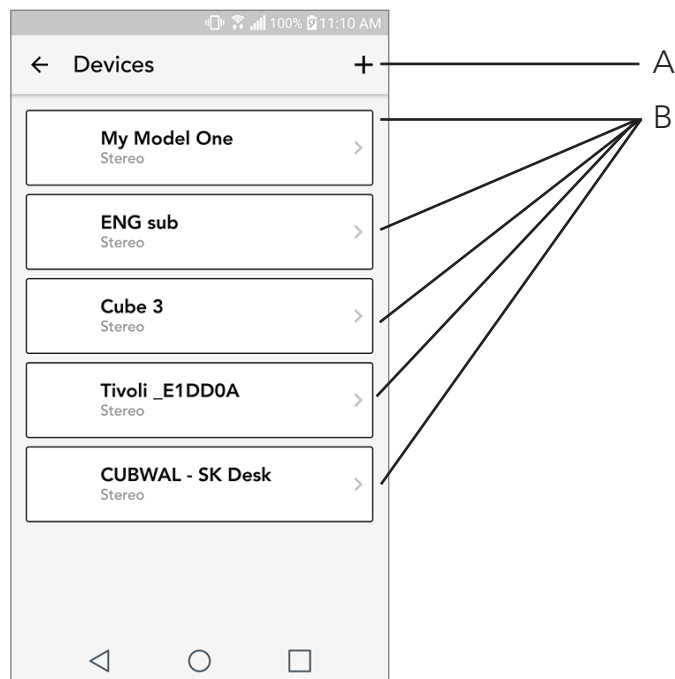 100% 11:10 AM
Devices + A
B
My Model One
Stereo
ENG sub
Stereo
Cube 3
Stereo
Tivoli _E1DD0A
Stereo
CUBWAL - SK Desk
Stereo